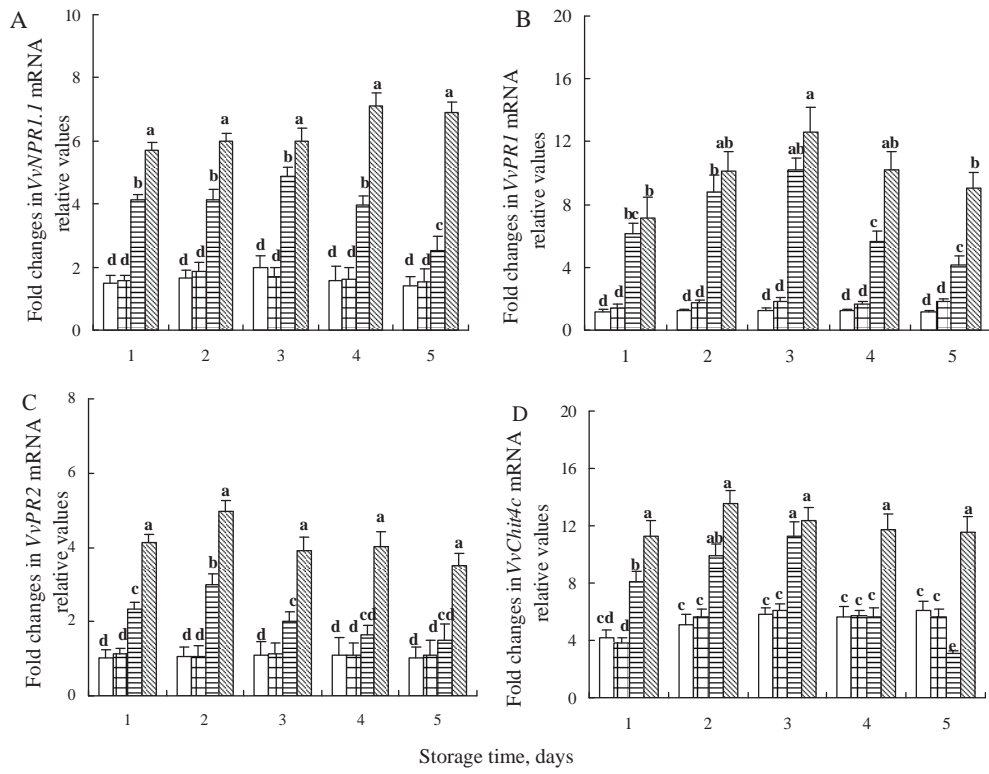 A
Fold changes in VvNPR1.1 mRNA
relative values
10
8
6
4
2
0
d d b a
d d b a
d d b a
d d b a
d d c a
1 2 3 4 5
B
Fold changes in VvPR1 mRNA
relative values
20
16
12
8
4
0
d d bc b
d d b ab
d d ab a
d d c ab
d d c b
1 2 3 4 5
C
Fold changes in VvPR2 mRNA
relative values
8
6
4
2
0
d d c a
d d b a
d d c a
d d cd a
d d cd a
1 2 3 4 5
D
Fold changes in VvChit4c mRNA
relative values
20
16
12
8
4
0
cd d b a
c c ab a
c c a a
c c c a
c c e a
1 2 3 4 5
Storage time, days